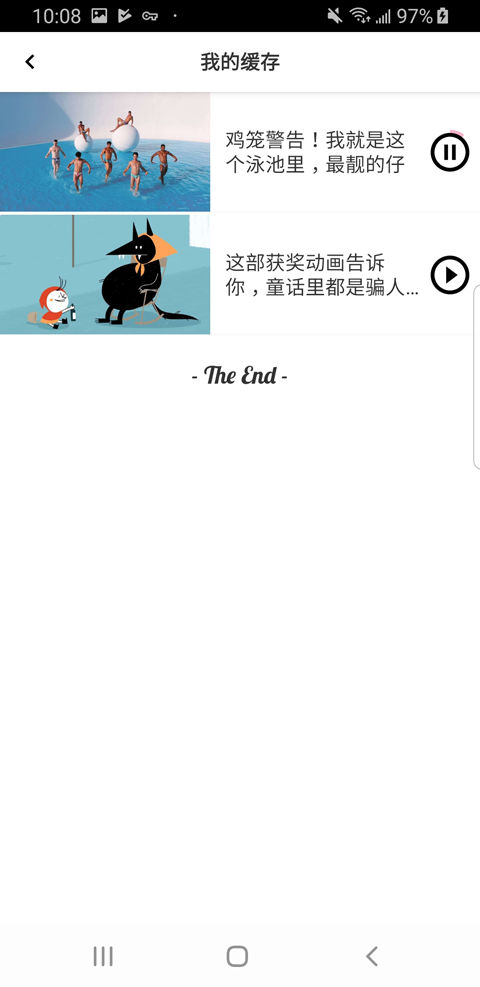 10:08
97%
我的缓存
鸡笼警告！我就是这
个泳池里，最靓的仔
这部获奖动画告诉
你，童话里都是骗人...
- The End -